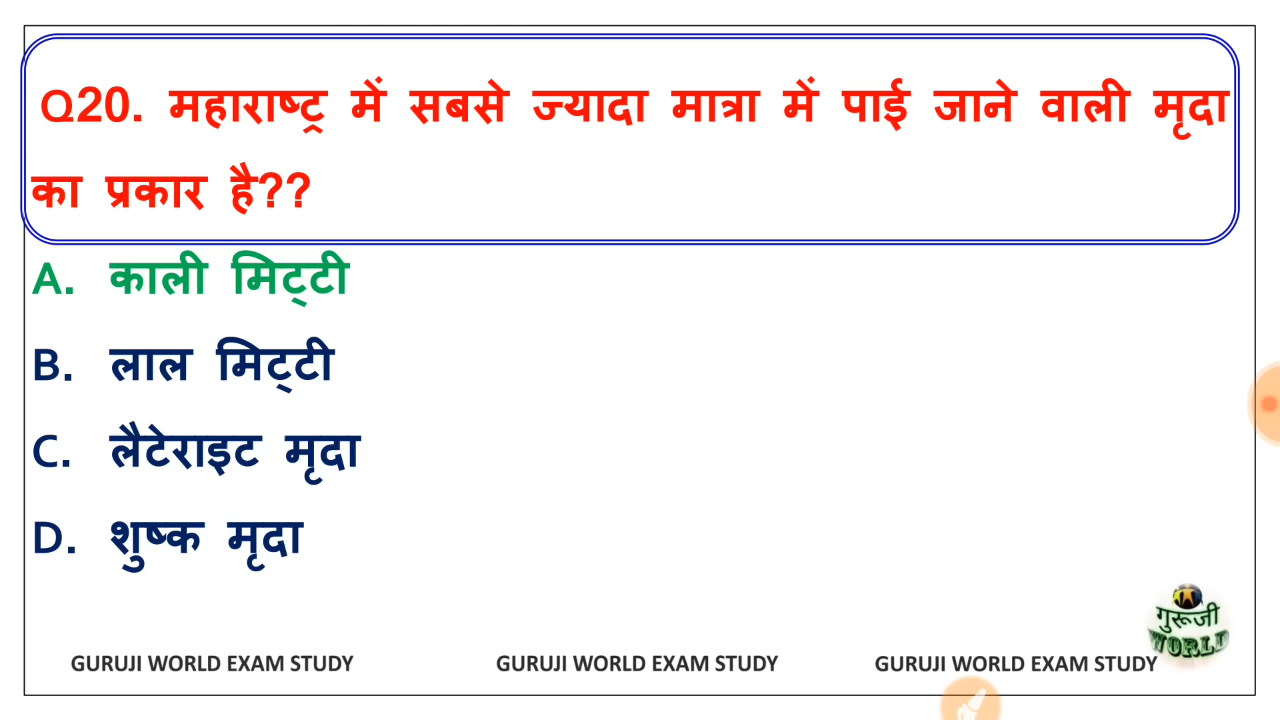 Q20. महाराष्ट्र में सबसे ज्यादा मात्रा में पाई जाने वाली मृदा
का प्रकार है??
A. काली मिट्टी
B. लाल मिट्टी
C. लैटेराइट मृदा
D. शुष्क मृदा
गुरूजी
WORLD
GURUJI WORLD EXAM STUDY GURUJI WORLD EXAM STUDY GURUJI WORLD EXAM STUDY